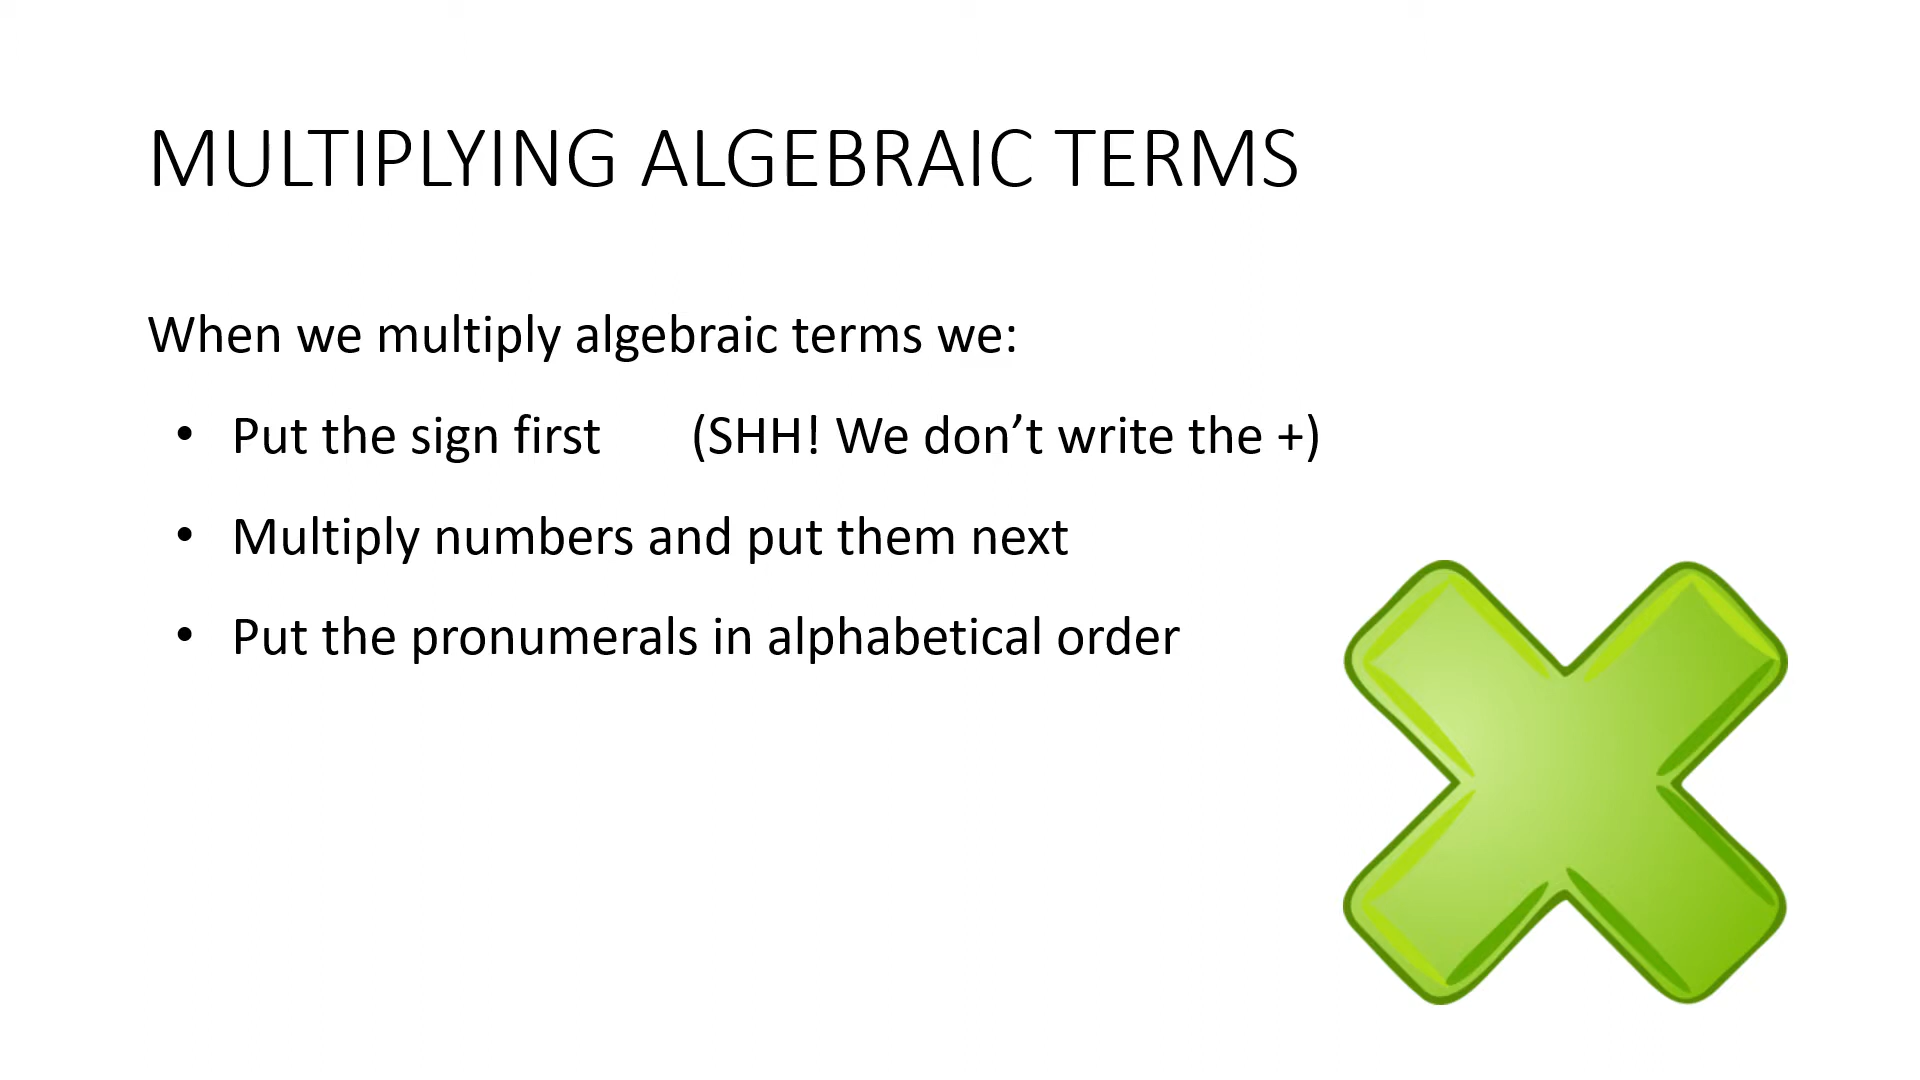 MULTIPLYING ALGEBRAIC TERMS
When we multiply algebraic terms we:
• Put the sign first (SHH! We don’t write the +)
• Multiply numbers and put them next
• Put the pronumerals in alphabetical order